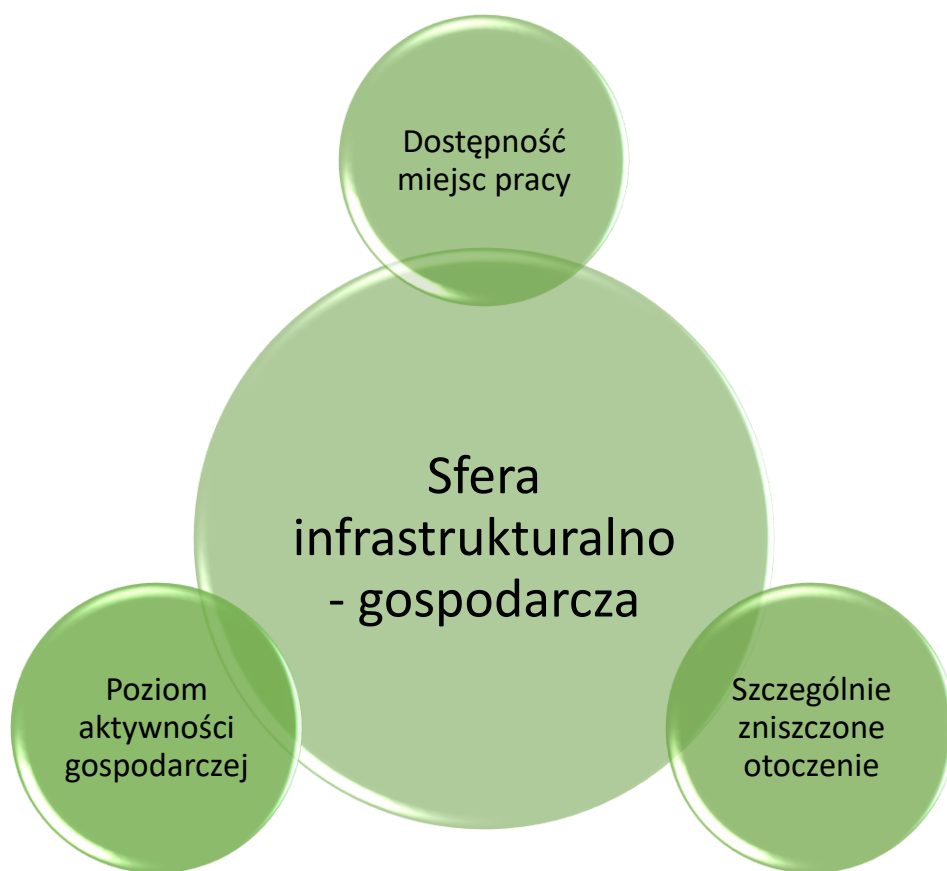 Dostępność
miejsc pracy
Sfera
infrastrukturalno
- gospodarcza
Poziom
aktywności
gospodarczej
Szczególnie
zniszczone
otoczenie